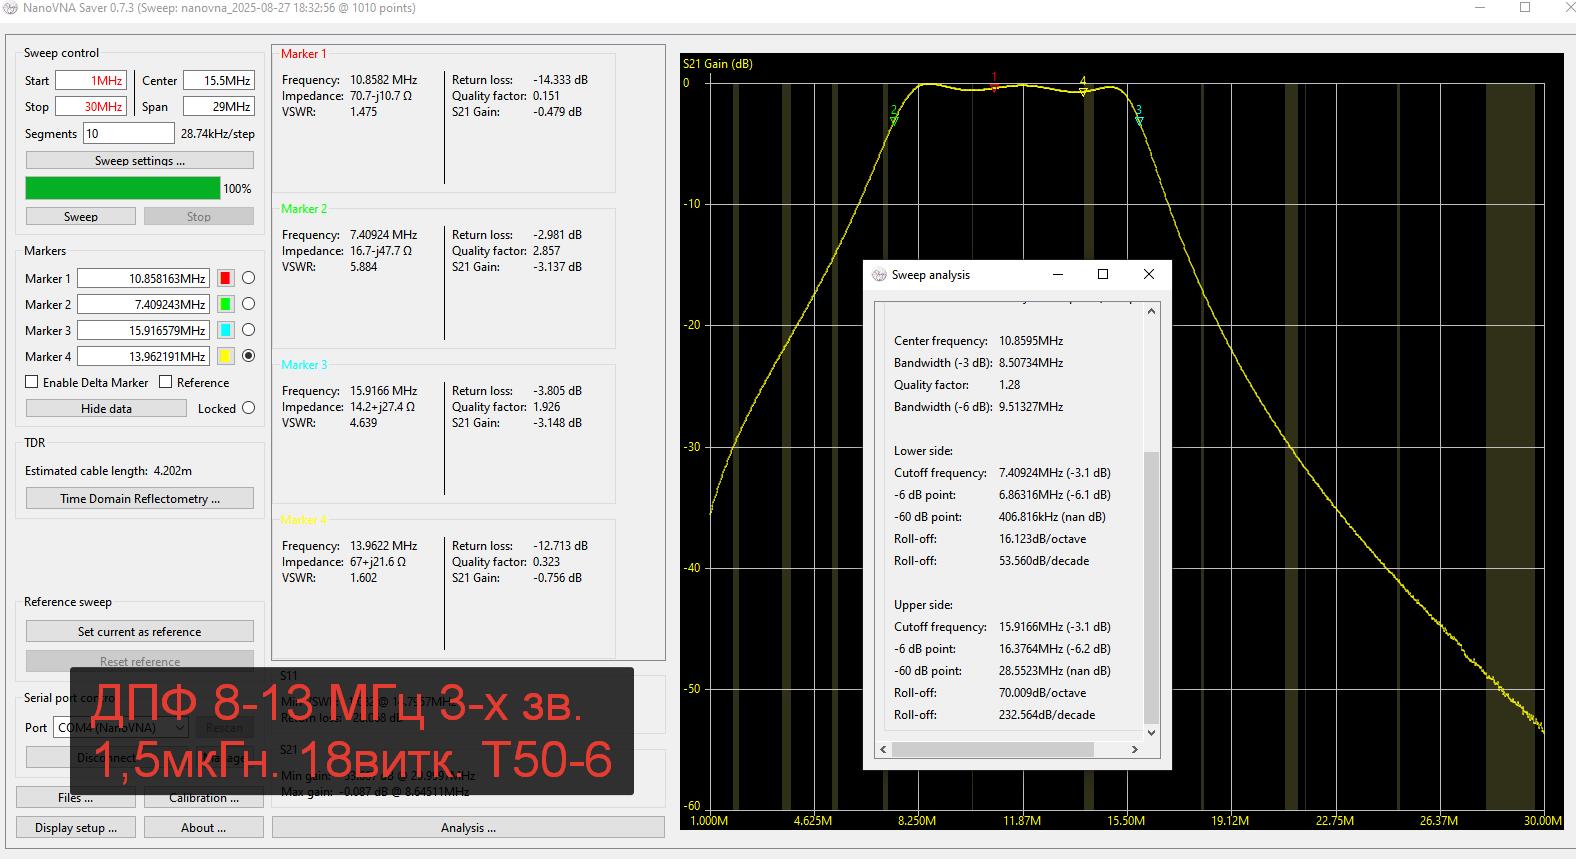 NanoVNA Saver 0.7.3 (Sweep: nanovna_2025-08-27 18:32:56 @ 1010 points)
Sweep control
Start 1MHz Center 15.5MHz
Stop 30MHz Span 29MHz
Segments 10 28.74kHz/step
Sweep settings ...
100%
Sweep Stop
Markers
Marker 1 10.858163MHz
Marker 2 7.409243MHz
Marker 3 15.916579MHz
Marker 4 13.962191MHz
Enable Delta Marker Reference
Hide data Locked
TDR
Estimated cable length: 4.202m
Time Domain Reflectometry ...
Reference sweep
Set current as reference
Reset reference
Serial port control
Port COM4 (NanoVNA) Rescan
Disconnect Manage
Files ... Calibration ...
Display setup ... About ...
Marker 1
Frequency: 10.8582 MHz Return loss: -14.333 dB
Impedance: 70.7-j10.7 Ω Quality factor: 0.151
VSWR: 1.475 S21 Gain: -0.479 dB
Marker 2
Frequency: 7.40924 MHz Return loss: -2.981 dB
Impedance: 16.7-j47.7 Ω Quality factor: 2.857
VSWR: 5.884 S21 Gain: -3.137 dB
Marker 3
Frequency: 15.9166 MHz Return loss: -3.805 dB
Impedance: 14.2+j27.4 Ω Quality factor: 1.926
VSWR: 4.639 S21 Gain: -3.148 dB
Marker 4
Frequency: 13.9622 MHz Return loss: -12.713 dB
Impedance: 67+j21.6 Ω Quality factor: 0.323
VSWR: 1.602 S21 Gain: -0.756 dB
S11
S21
Min gain:
Max gain: -0.087 dB @ 8.64511MHz
Analysis ...
ДПФ 8-13 МГц 3-х зв.
1,5мкГн. 18витк. Т50-6
S21 Gain (dB)
0
-10
-20
-30
-40
-50
-60
1.000M 4.625M 8.250M 11.87M 15.50M 19.12M 22.75M 26.37M 30.00M
1
2
3
4
Sweep analysis
Center frequency: 10.8595MHz
Bandwidth (-3 dB): 8.50734MHz
Quality factor: 1.28
Bandwidth (-6 dB): 9.51327MHz
Lower side:
Cutoff frequency: 7.40924MHz (-3.1 dB)
-6 dB point: 6.86316MHz (-6.1 dB)
-60 dB point: 406.816kHz (nan dB)
Roll-off: 16.123dB/octave
Roll-off: 53.560dB/decade
Upper side:
Cutoff frequency: 15.9166MHz (-3.1 dB)
-6 dB point: 16.3764MHz (-6.2 dB)
-60 dB point: 28.5523MHz (nan dB)
Roll-off: 70.009dB/octave
Roll-off: 232.564dB/decade